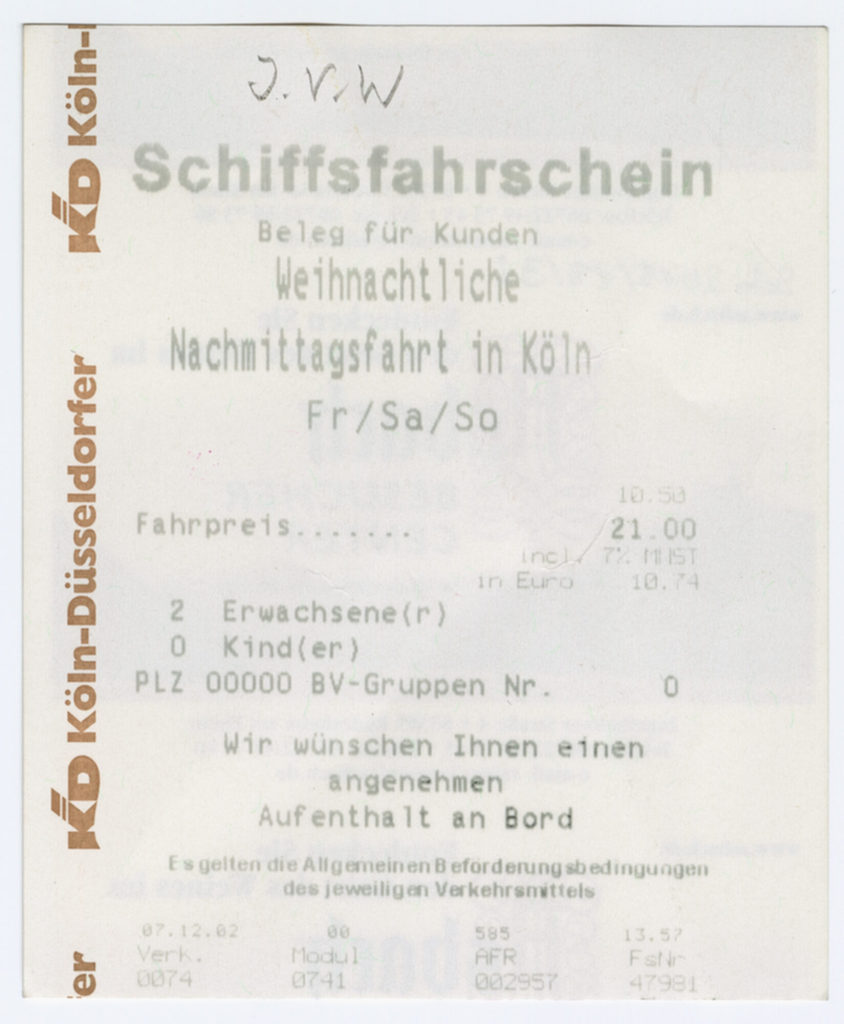 J.V.W
Schiffsfahrschein
Beleg für Kunden
Weihnachtliche
Nachmittagsfahrt in Köln
Fr/Sa/So
10.50
Fahrpreis....... 21.00
incl. 7% MHST
in Euro 10.74
2 Erwachsene(r)
0 Kind(er)
PLZ 00000 BV-Gruppen Nr. 0
Wir wünschen Ihnen einen
angenehmen
Aufenthalt an Bord
Es gelten die Allgemeinen Beförderungsbedingungen
des jeweiligen Verkehrsmittels
07.12.02 00 585 13.57
Verk. Modul AFR FsNr
0074 0741 002957 47981
er KD Köln-Düsseldorfer KD Köln-